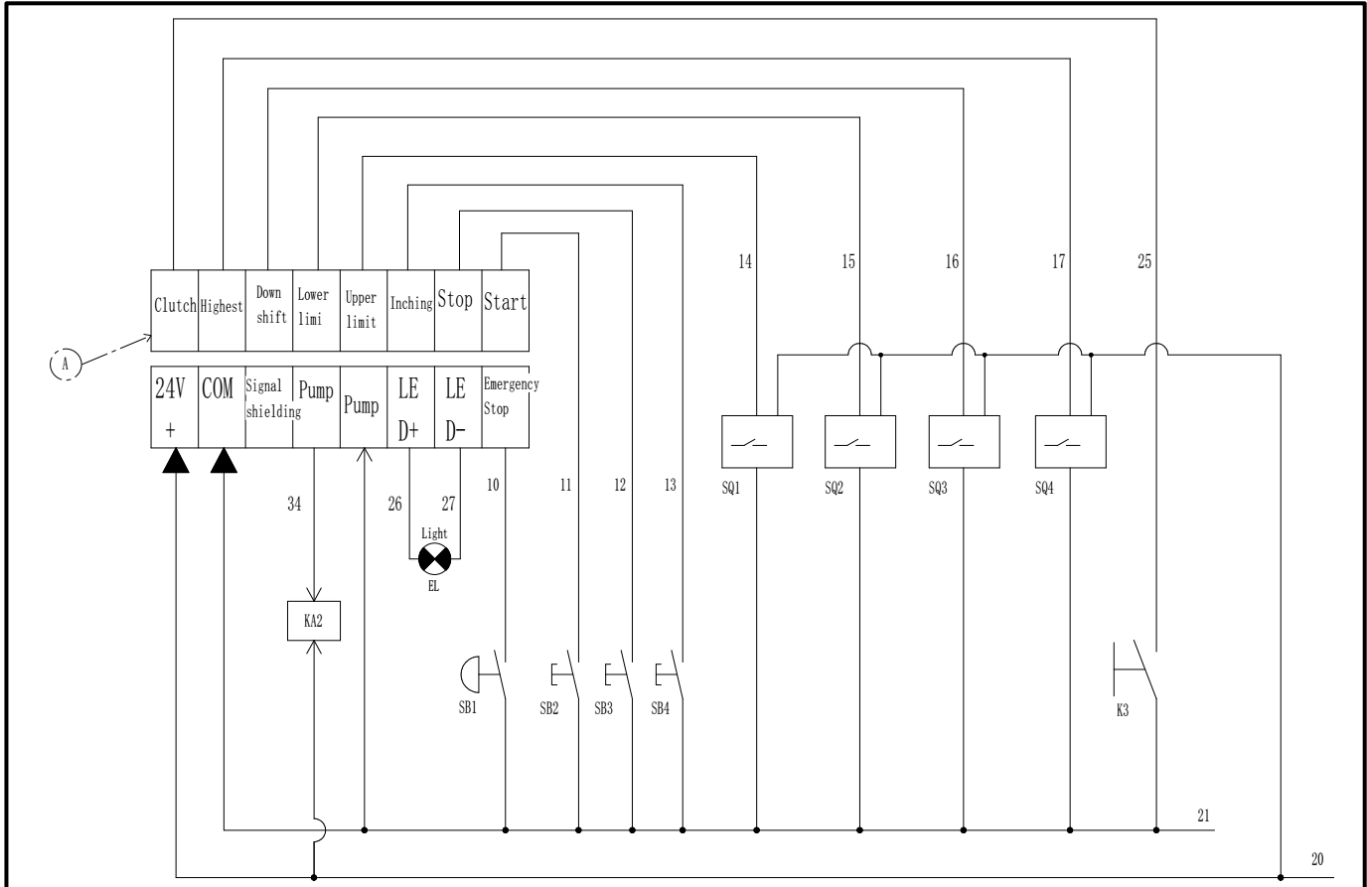 14
15
16
17
25
Clutch
Highest
Down
shift
Lower
limi
Upper
limit
Inching
Stop
Start
A
24V
+
COM
Signal
shielding
Pump
Pump
LE
D+
LE
D-
Emergency
Stop
34
26
27
10
11
12
13
SQ1
SQ2
SQ3
SQ4
Light
EL
KA2
SB1
SB2
SB3
SB4
K3
21
20